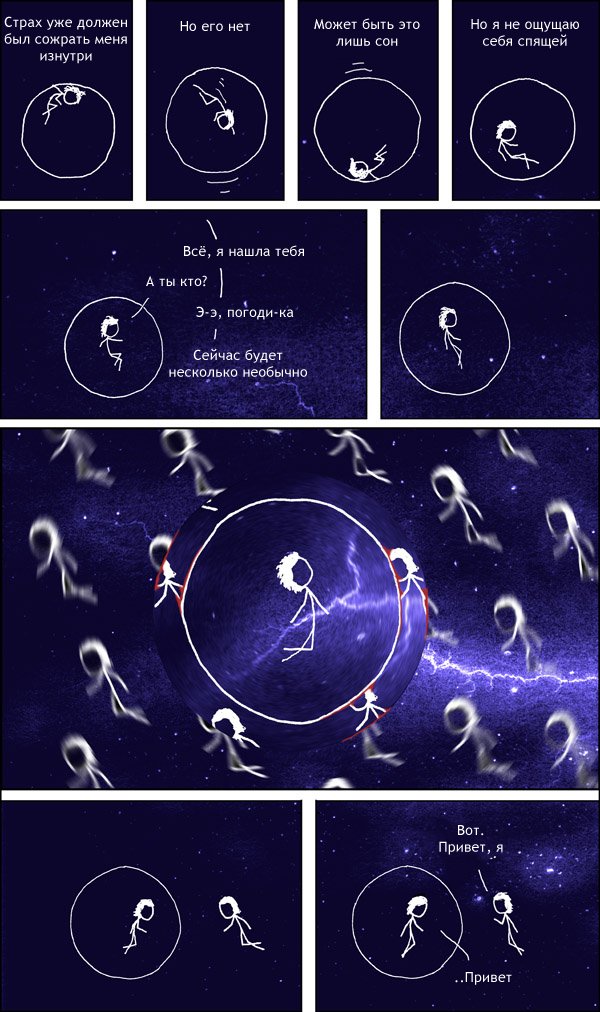 Страх уже должен
был сожрать меня
изнутри
Но его нет
Может быть это
лишь сон
Но я не ощущаю
себя спящей
Всё, я нашла тебя
А ты кто?
Э-э, погоди-ка
Сейчас будет
несколько необычно
Вот.
Привет, я
..Привет